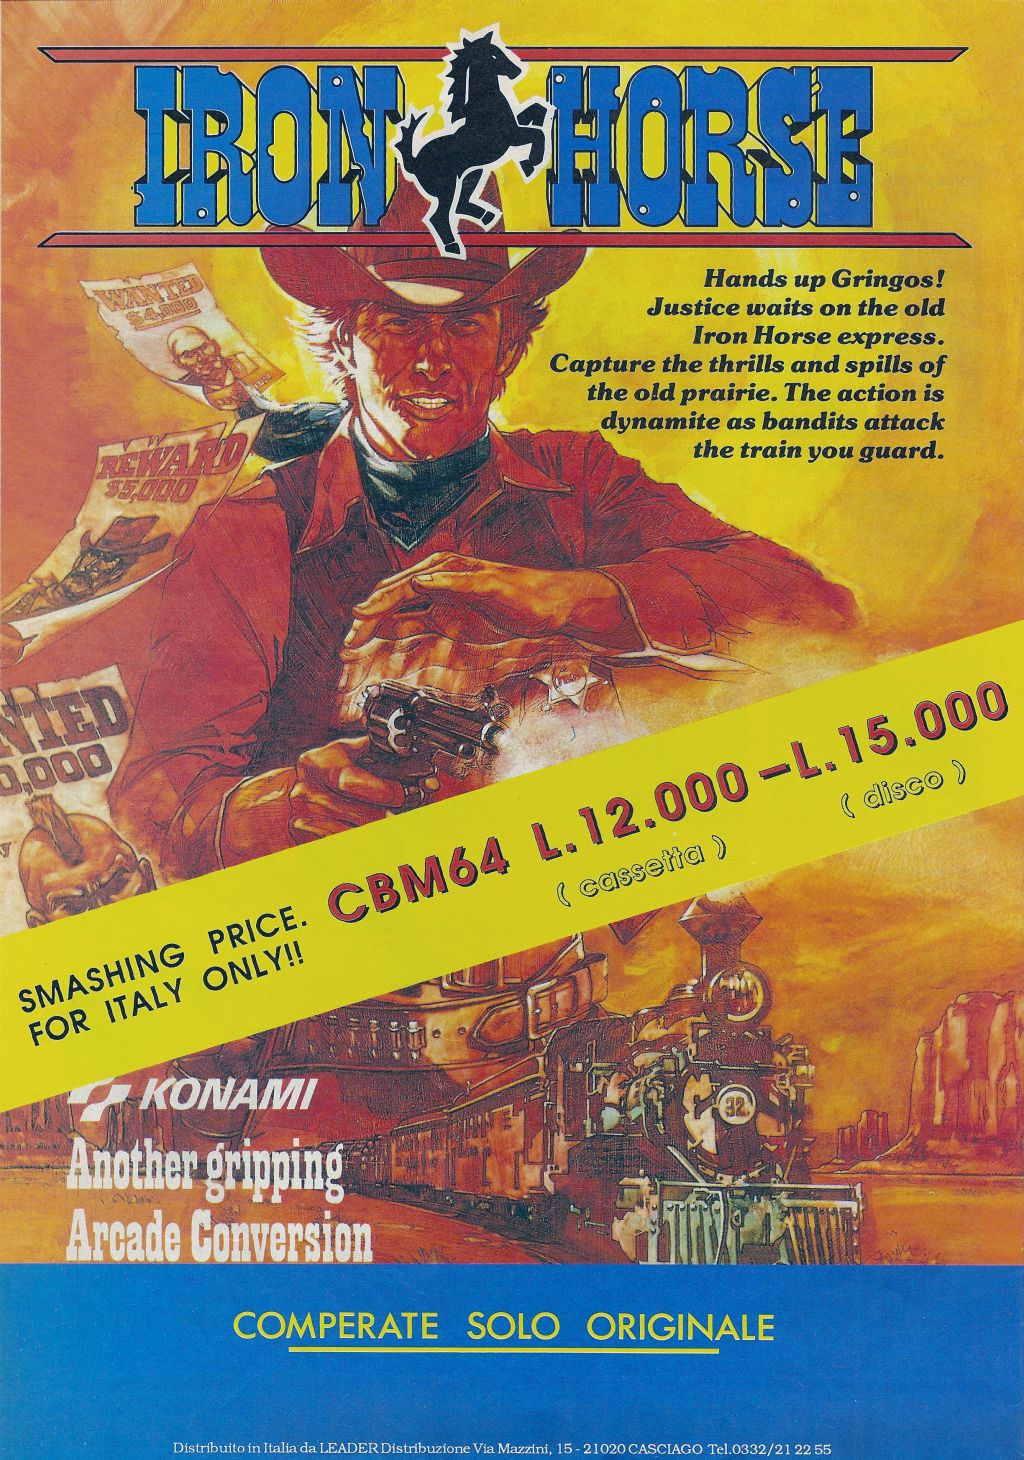 IRON HORSE
Hands up Gringos!
Justice waits on the old
Iron Horse express.
Capture the thrills and spills of
the old prairie. The action is
dynamite as bandits attack
the train you guard.
WANTED
$4,000
REWARD
$5,000
NTED
0,000
SMASHING PRICE.
FOR ITALY ONLY!!
CBM64 L.12.000 – L.15.000
( cassetta ) ( disco )
32
KONAMI
Another gripping
Arcade Conversion
COMPERATE SOLO ORIGINALE
Distribuito in Italia da LEADER Distribuzione Via Mazzini, 15 - 21020 CASCIAGO Tel.0332/21 22 55